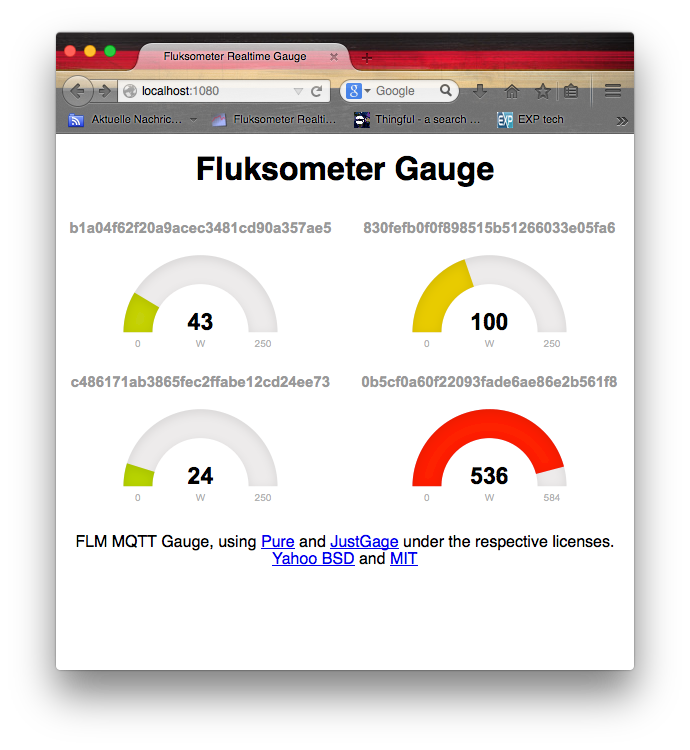 Fluksometer Realtime Gauge
localhost:1080
Google
Aktuelle Nachric...
Fluksometer Realti...
Thingful - a search ...
EXP EXP tech
Fluksometer Gauge
b1a04f62f20a9acec3481cd90a357ae5
830fefb0f0f898515b51266033e05fa6
43
0 W 250
100
0 W 250
c486171ab3865fec2ffabe12cd24ee73
0b5cf0a60f22093fade6ae86e2b561f8
24
0 W 250
536
0 W 584
FLM MQTT Gauge, using Pure and JustGage under the respective licenses.
Yahoo BSD and MIT